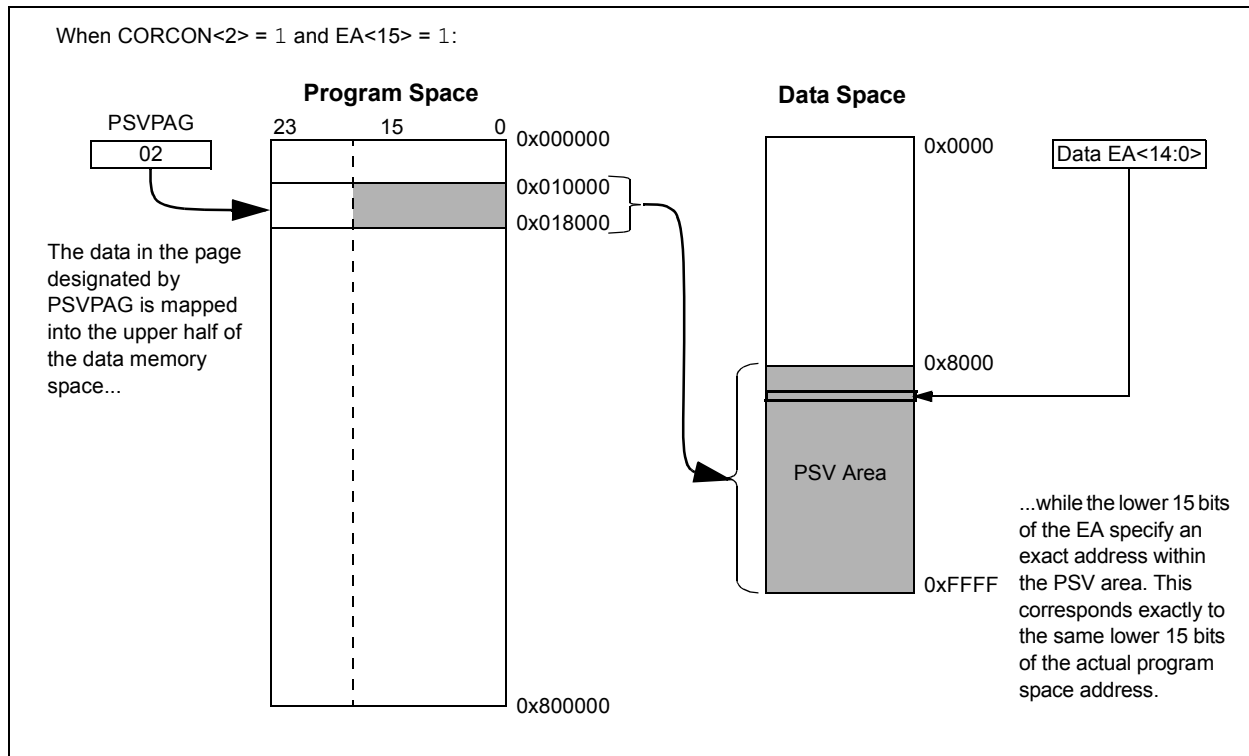 When CORCON<2> = 1 and EA<15> = 1:
Program Space
Data Space
PSVPAG
02
23 15 0
0x000000
0x010000
0x018000
0x800000
The data in the page
designated by
PSVPAG is mapped
into the upper half of
the data memory
space...
0x0000
0x8000
0xFFFF
PSV Area
Data EA<14:0>
...while the lower 15 bits
of the EA specify an
exact address within
the PSV area. This
corresponds exactly to
the same lower 15 bits
of the actual program
space address.